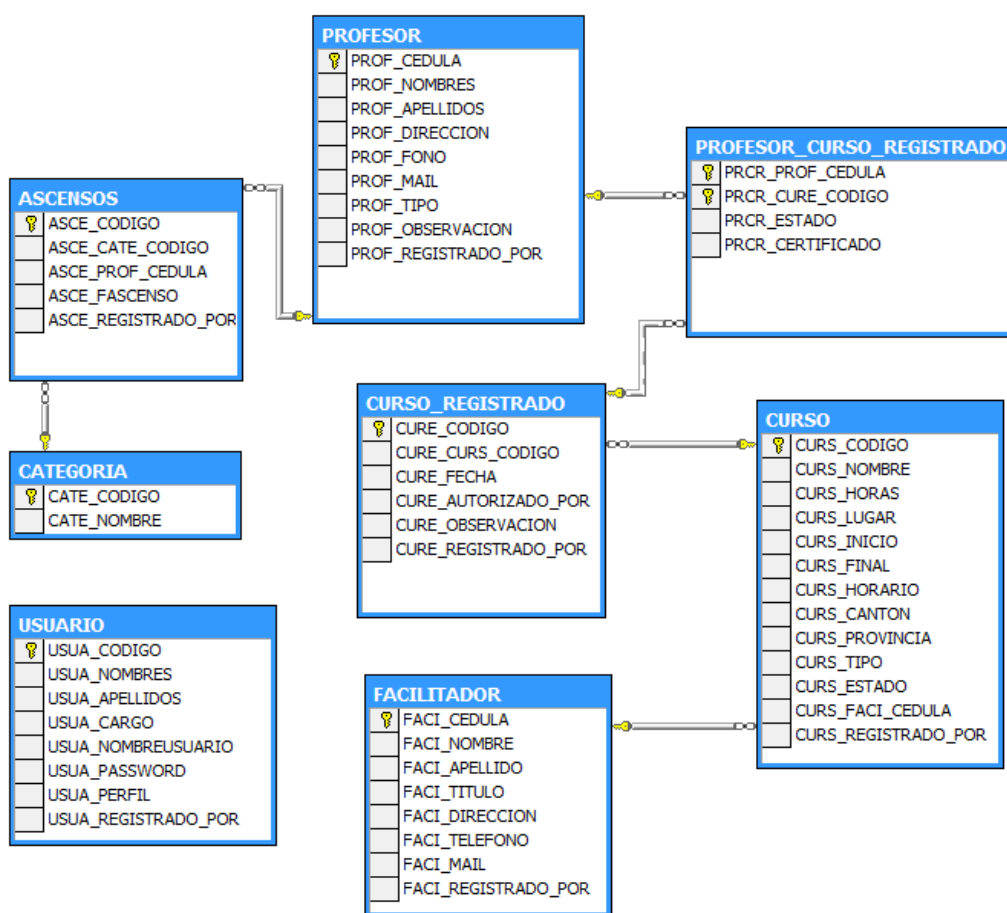 PROFESOR
PROF_CEDULA
PROF_NOMBRES
PROF_APELLIDOS
PROF_DIRECCION
PROF_FONO
PROF_MAIL
PROF_TIPO
PROF_OBSERVACION
PROF_REGISTRADO_POR
PROFESOR_CURSO_REGISTRADO
PRCR_PROF_CEDULA
PRCR_CURE_CODIGO
PRCR_ESTADO
PRCR_CERTIFICADO
ASCENSOS
ASCE_CODIGO
ASCE_CATE_CODIGO
ASCE_PROF_CEDULA
ASCE_FASCENSO
ASCE_REGISTRADO_POR
CURSO_REGISTRADO
CURE_CODIGO
CURE_CURS_CODIGO
CURE_FECHA
CURE_AUTORIZADO_POR
CURE_OBSERVACION
CURE_REGISTRADO_POR
CURSO
CURS_CODIGO
CURS_NOMBRE
CURS_HORAS
CURS_LUGAR
CURS_INICIO
CURS_FINAL
CURS_HORARIO
CURS_CANTON
CURS_PROVINCIA
CURS_TIPO
CURS_ESTADO
CURS_FACI_CEDULA
CURS_REGISTRADO_POR
CATEGORIA
CATE_CODIGO
CATE_NOMBRE
USUARIO
USUA_CODIGO
USUA_NOMBRES
USUA_APELLIDOS
USUA_CARGO
USUA_NOMBREUSUARIO
USUA_PASSWORD
USUA_PERFIL
USUA_REGISTRADO_POR
FACILITADOR
FACI_CEDULA
FACI_NOMBRE
FACI_APELLIDO
FACI_TITULO
FACI_DIRECCION
FACI_TELEFONO
FACI_MAIL
FACI_REGISTRADO_POR